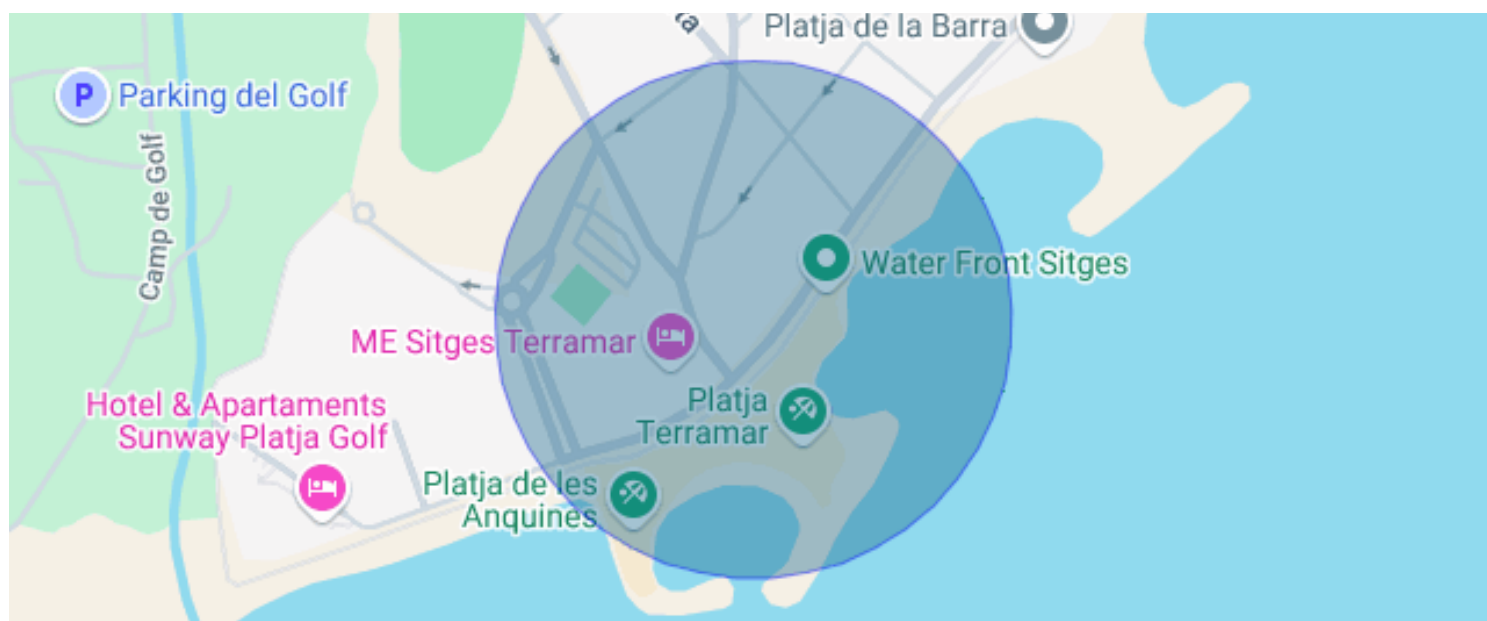 Platja de la Barra
P
Parking del Golf
Camp de Golf
Water Front Sitges
ME Sitges Terramar
Platja
Terramar
Hotel & Apartaments
Sunway Platja Golf
Platja de les
Anquines